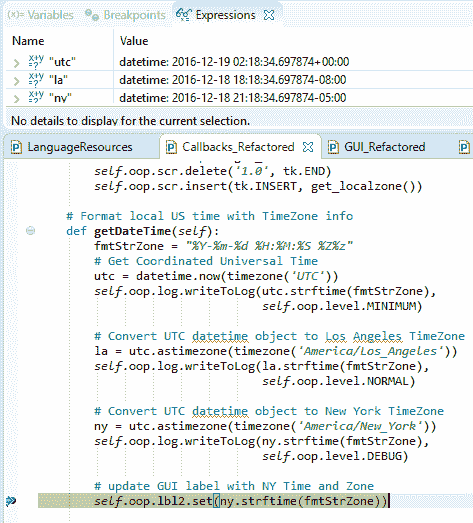 (x)= Variables Breakpoints Expressions
Name Value
"utc" datetime: 2016-12-19 02:18:34.697874+00:00
"la" datetime: 2016-12-18 18:18:34.697874-08:00
"ny" datetime: 2016-12-18 21:18:34.697874-05:00
No details to display for the current selection.
LanguageResources Callbacks_Refactored GUI_Refactored
self.oop.scr.delete('1.0', tk.END)
self.oop.scr.insert(tk.INSERT, get_localzone())
# Format local US time with TimeZone info
def getDateTime(self):
fmtStrZone = "%Y-%m-%d %H:%M:%S %Z%z"
# Get Coordinated Universal Time
utc = datetime.now(timezone('UTC'))
self.oop.log.writeToLog(utc.strftime(fmtStrZone),
self.oop.level.MINIMUM)
# Convert UTC datetime object to Los Angeles TimeZone
la = utc.astimezone(timezone('America/Los_Angeles'))
self.oop.log.writeToLog(la.strftime(fmtStrZone),
self.oop.level.NORMAL)
# Convert UTC datetime object to New York TimeZone
ny = utc.astimezone(timezone('America/New_York'))
self.oop.log.writeToLog(ny.strftime(fmtStrZone),
self.oop.level.DEBUG)
# update GUI label with NY Time and Zone
self.oop.lbl2.set(ny.strftime(fmtStrZone))